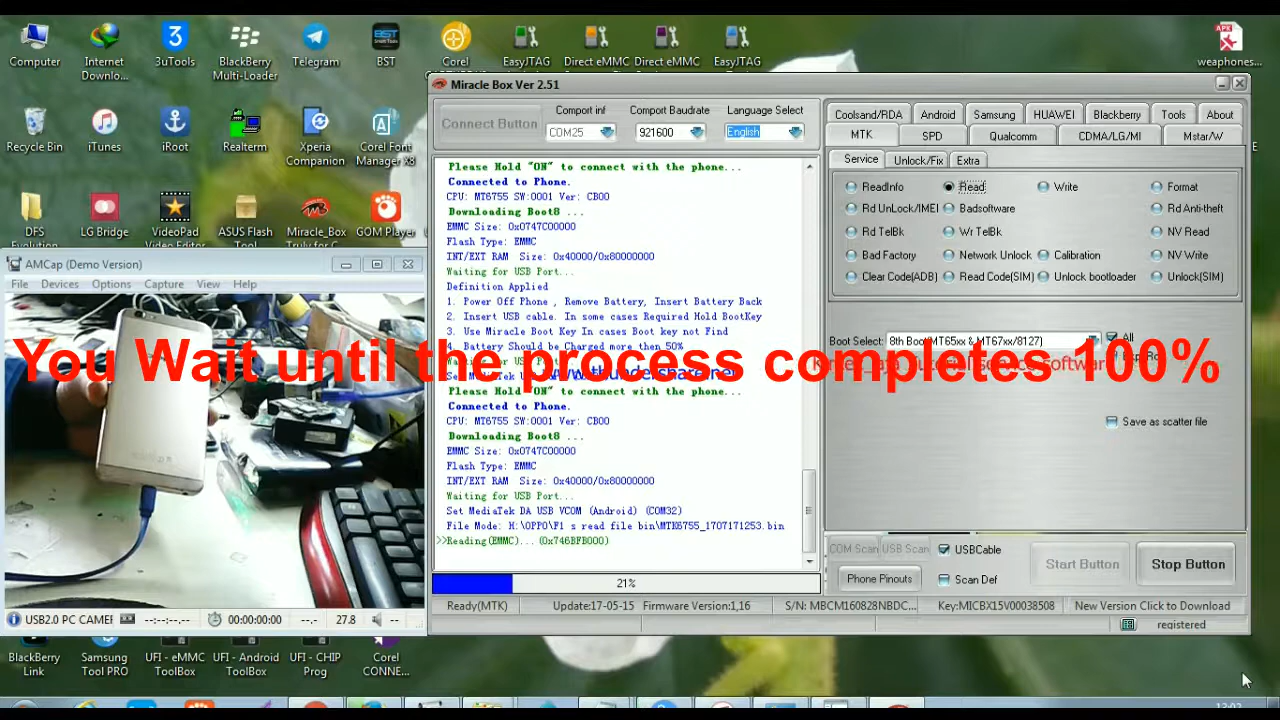 Computer
Internet Downlo...
3uTools
BlackBerry Multi-Loader
Telegram
BST
Corel
EasyJTAG
Direct eMMC
Direct eMMC
EasyJTAG
weaphones...
Recycle Bin
iTunes
iRoot
Realterm
Xperia Companion
Corel Font Manager X8
DFS Evolution
LG Bridge
VideoPad Video Editor
ASUS Flash Tool
Miracle_Box Truly for C...
GOM Player
AMCap (Demo Version)
File Devices Options Capture View Help
USB2.0 PC CAMER --:--:--.-- 00:00:00:00 --.- 27.8 --
BlackBerry Link
Samsung Tool PRO
UFI - eMMC ToolBox
UFI - Android ToolBox
UFI - CHIP Prog
Corel CONNE...
Miracle Box Ver 2.51
Connect Button
Comport inf
Comport Baudrate
Language Select
COM25
921600
English
Please Hold "ON" to connect with the phone...
Connected to Phone.
CPU: MT6755 SW:0001 Ver: CB00
Downloading Boot8 ...
EMMC Size: 0x0747C00000
Flash Type: EMMC
INT/EXT RAM Size: 0x40000/0x80000000
Waiting for USB Port...
Definition Applied
1. Power Off Phone , Remove Battery, Insert Battery Back
2. Insert USB cable. In some cases Required Hold BootKey
3. Use Miracle Boot Key In cases Boot key not Find
4. Battery Should be Charged more then 50%
You Wait until the process completes 100%
Please Hold "ON" to connect with the phone...
Connected to Phone.
CPU: MT6755 SW:0001 Ver: CB00
Downloading Boot8 ...
EMMC Size: 0x0747C00000
Flash Type: EMMC
INT/EXT RAM Size: 0x40000/0x80000000
Waiting for USB Port...
Set MediaTek DA USB VCOM (Android) (COM32)
File Mode: H:\OPPO\F1 s read file bin\MTK6755_1707171253.bin
>>Reading(EMMC)... (0x746BFB000)
21%
Coolsand/RDA Android Samsung HUAWEI Blackberry Tools About
MTK SPD Qualcomm CDMA/LG/MI Mstar/W
Service Unlock/Fix Extra
ReadInfo Read Write Format
Rd UnLock/IMEI Badsoftware Rd Anti-theft
Rd TelBk Wr TelBk NV Read
Bad Factory Network Unlock Calibration NV Write
Clear Code(ADB) Read Code(SIM) Unlock bootloader Unlock(SIM)
Boot Select: 8th Boot(MT65xx & MT67xx/8127) All
Save as scatter file
COM Scan USB Scan USBCable
Start Button
Stop Button
Phone Pinouts
Scan Def
Ready(MTK) Update:17-05-15 Firmware Version:1,16 S/N: MBCM160828NBDC... Key:MICBX15V00038508 New Version Click to Download
registered